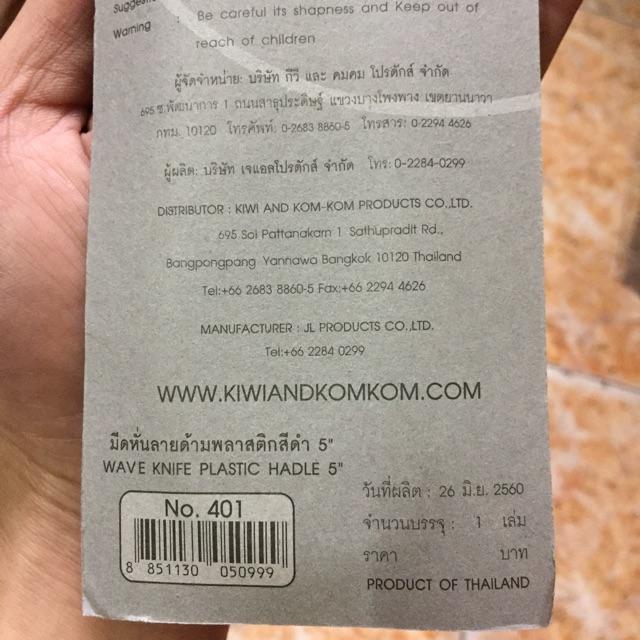 Warning : Be careful its shapness and Keep out of
reach of children
ผู้จัดจำหน่าย: บริษัท กีวี และ คมคม โปรดักส์ จำกัด
695 ซ.พัฒนาการ 1 ถนนสาธุประดิษฐ์ แขวงบางโพงพาง เขตยานนาวา
กทม. 10120 โทรศัพท์: 0-2683 8860-5 โทรสาร: 0-2294 4626
ผู้ผลิต: บริษัท เจแอลโปรดักส์ จำกัด โทร: 0-2284-0299
DISTRIBUTOR : KIWI AND KOM-KOM PRODUCTS CO.,LTD.
695 Soi Pattanakarn 1 Sathupradit Rd.,
Bangpongpang Yannawa Bangkok 10120 Thailand
Tel:+66 2683 8860-5 Fax:+66 2294 4626
MANUFACTURER : JL PRODUCTS CO.,LTD.
Tel:+66 2284 0299
WWW.KIWIANDKOMKOM.COM
มีดหั่นลายด้ามพลาสติกสีดำ 5"
WAVE KNIFE PLASTIC HADLE 5"
No. 401
8 851130 050999
วันที่ผลิต : 26 มิ.ย. 2560
จำนวนบรรจุ : 1 เล่ม
ราคา บาท
PRODUCT OF THAILAND